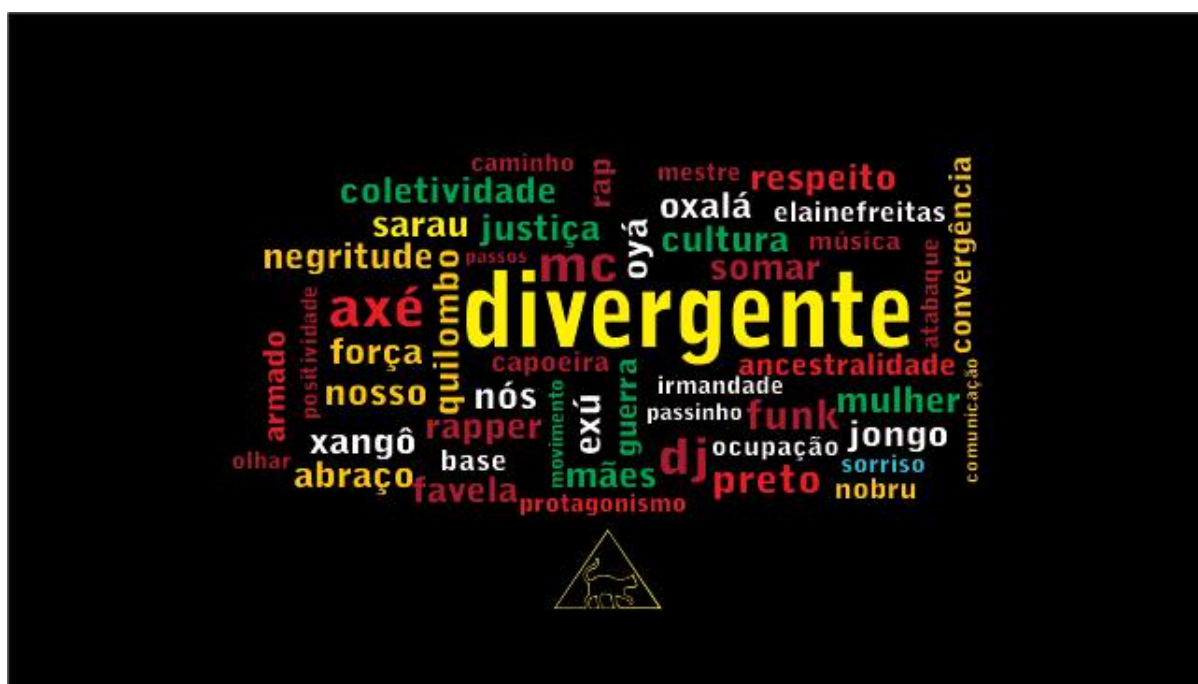 caminho
rap
mestre
respeito
convergência
coletividade
oxalá
elainefreitas
sarau
justiça
oyá
cultura
música
negritude
passos
mc
somar
atabaque
quilombo
divergente
axé
positividade
armado
força
capoeira
ancestralidade
nosso
nós
movimento
exú
guerra
irmandade
passinho
funk
mulher
comunicação
xangô
rapper
jongo
olhar
base
dj
ocupação
sorriso
abraço
favela
mães
preto
nobru
protagonismo